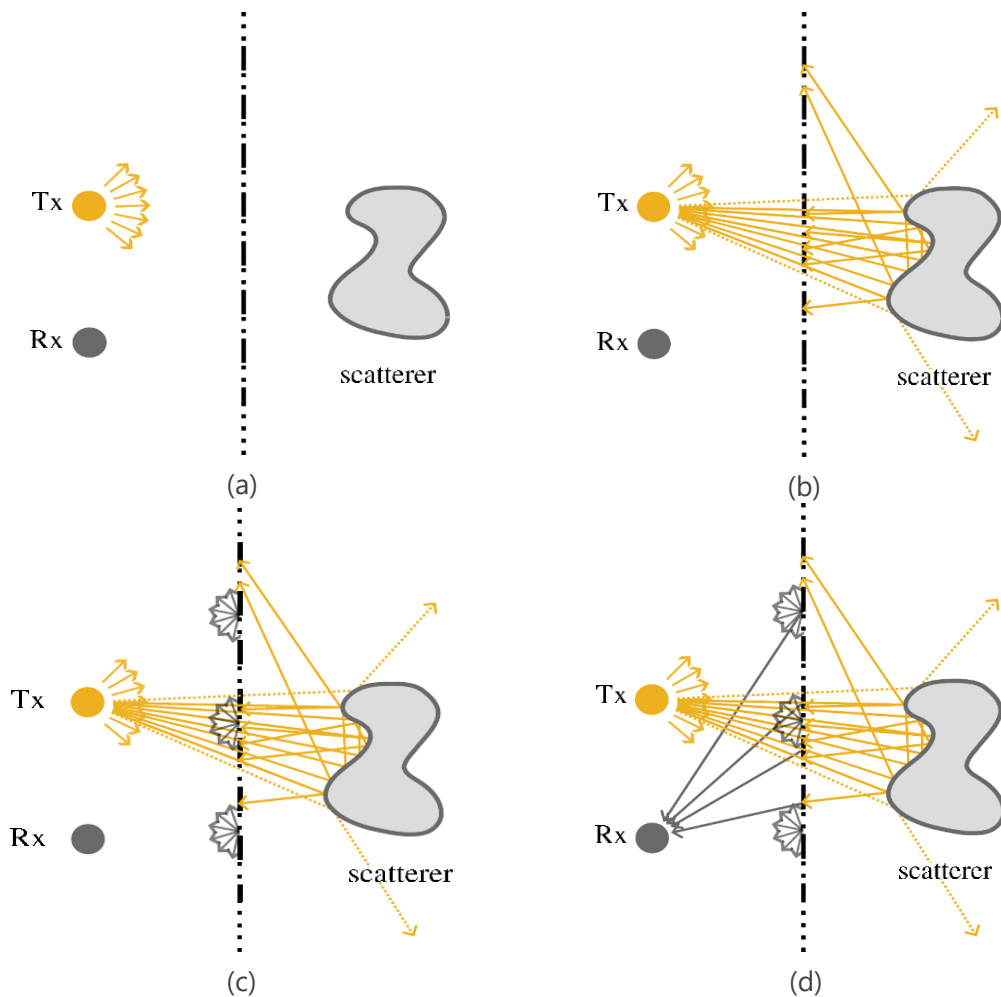 Tx
Rx
scatterer
(a)
Tx
Rx
scatterer
(b)
Tx
Rx
scatterer
(c)
Tx
Rx
scatterer
(d)